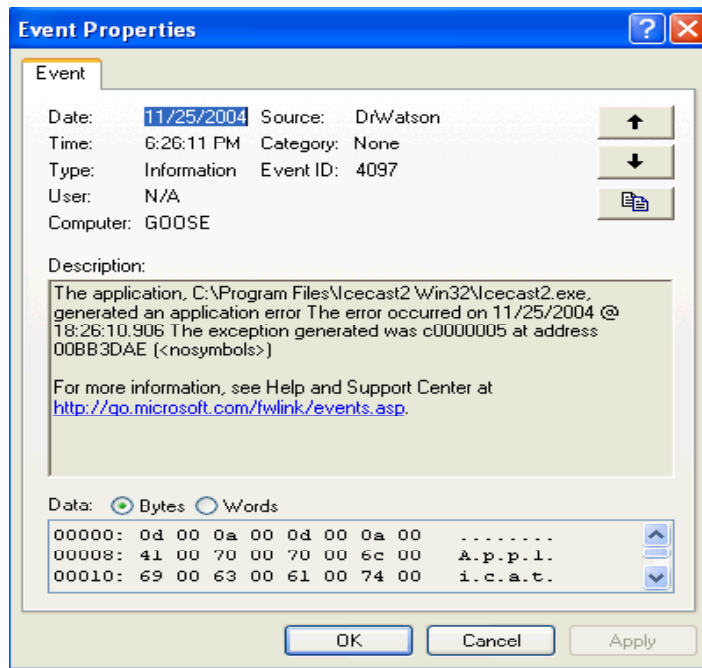 Event Properties
Event
Date: 11/25/2004 Source: DrWatson
Time: 6:26:11 PM Category: None
Type: Information Event ID: 4097
User: N/A
Computer: GOOSE
Description:
The application, C:\Program Files\Icecast2 Win32\Icecast2.exe,
generated an application error The error occurred on 11/25/2004 @
18:26:10.906 The exception generated was c0000005 at address
00BB3DAE (<nosymbols>)
For more information, see Help and Support Center at
http://go.microsoft.com/fwlink/events.asp.
Data: Bytes Words
00000: 0d 00 0a 00 0d 00 0a 00 ........
00008: 41 00 70 00 70 00 6c 00 A.p.p.l.
00010: 69 00 63 00 61 00 74 00 i.c.a.t.
OK Cancel Apply